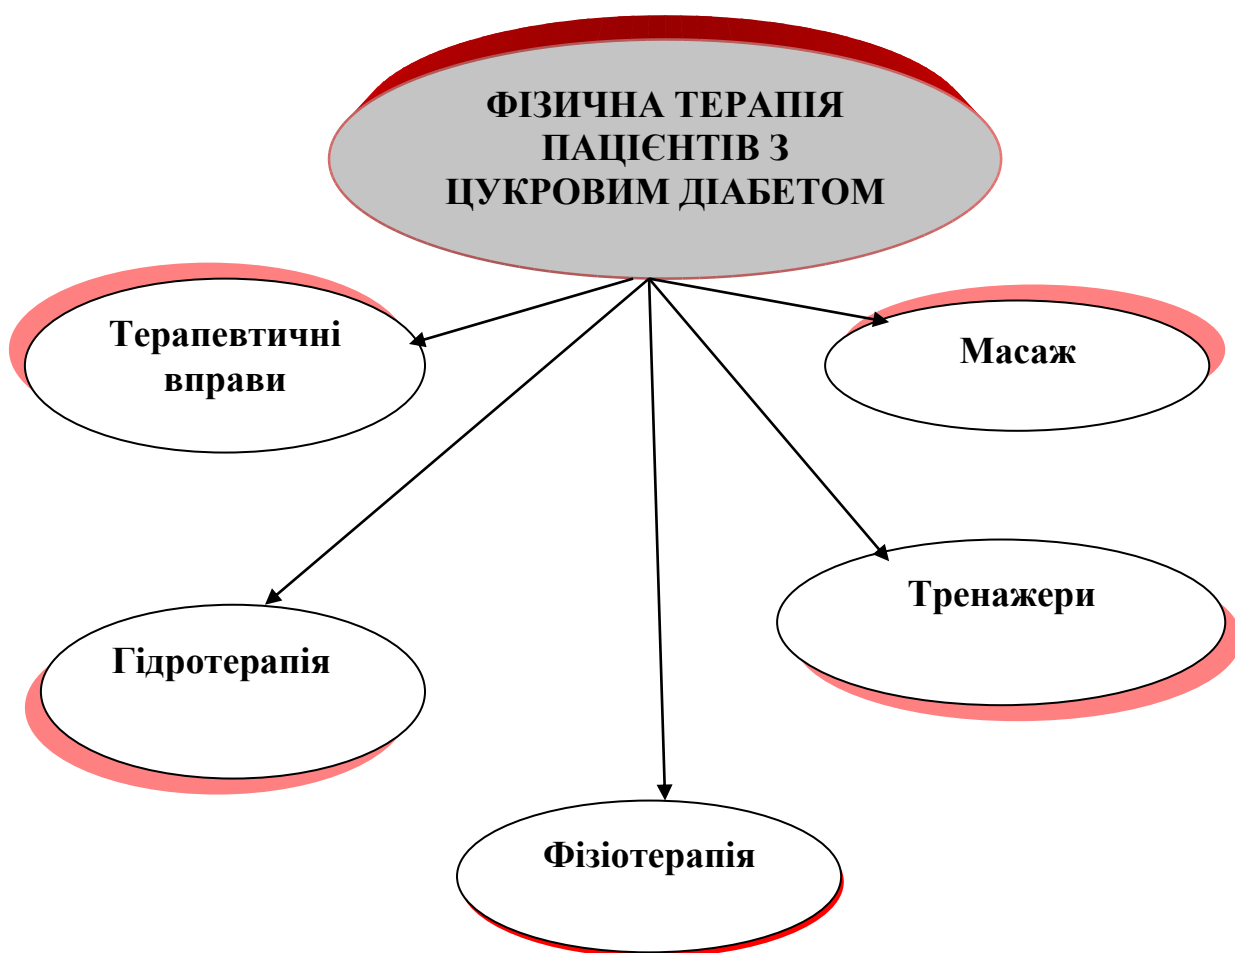 ФІЗИЧНА ТЕРАПІЯ
ПАЦІЄНТІВ З
ЦУКРОВИМ ДІАБЕТОМ
Терапевтичні
вправи
Масаж
Гідротерапія
Тренажери
Фізіотерапія